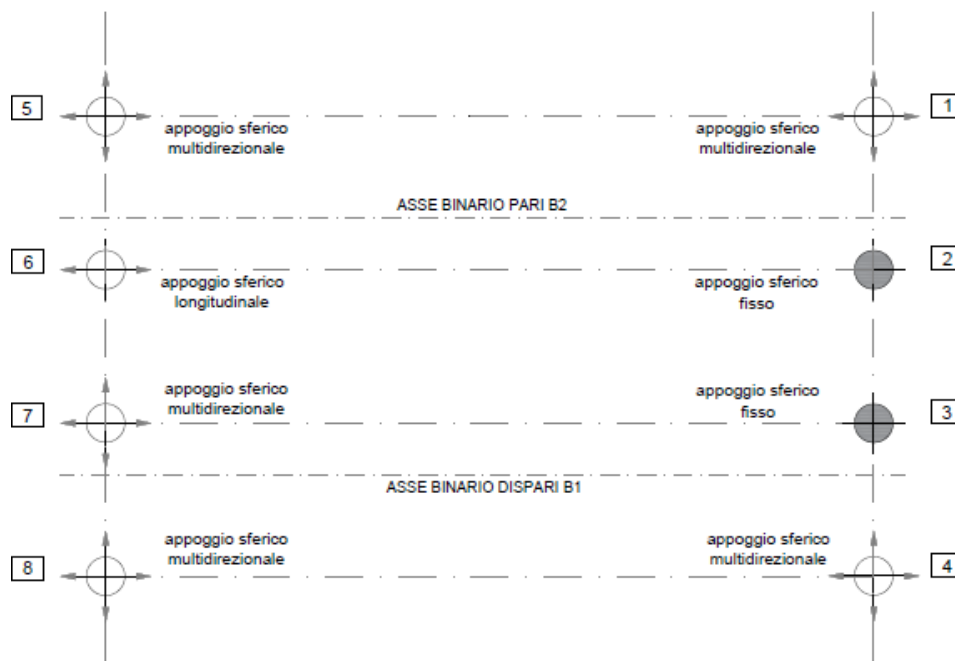 5
appoggio sferico
multidirezionale
appoggio sferico
multidirezionale
1
ASSE BINARIO PARI B2
6
appoggio sferico
longitudinale
appoggio sferico
fisso
2
7
appoggio sferico
multidirezionale
appoggio sferico
fisso
3
ASSE BINARIO DISPARI B1
8
appoggio sferico
multidirezionale
appoggio sferico
multidirezionale
4